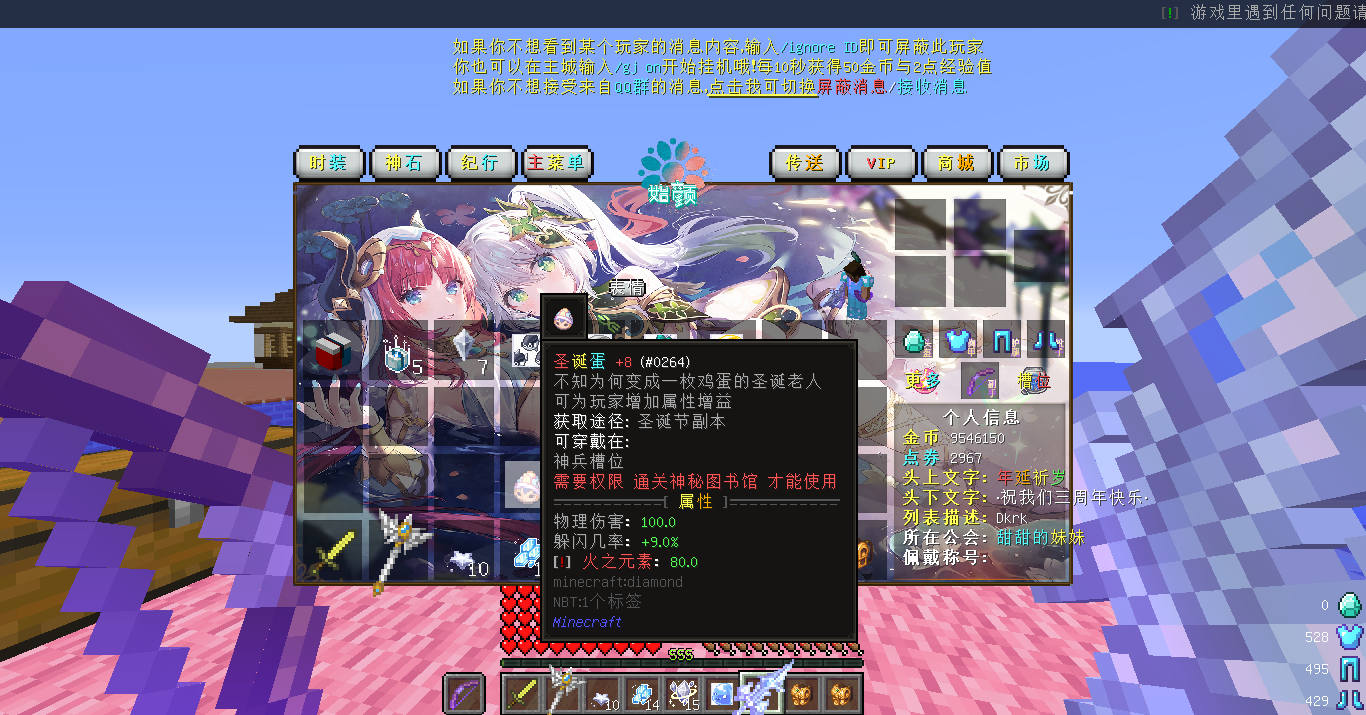 [!] 游戏里遇到任何问题请
如果你不想看到某个玩家的消息内容,输入/ignore ID即可屏蔽此玩家
你也可以在主城输入/gj on开始挂机哦!每10秒获得50金币与2点经验值
如果你不想接受来自QQ群的消息,点击我可切换屏蔽消息/接收消息
时装 神石 纪行 主菜单 传送 VIP 商城 市场
始颜
表情
5
7
圣诞蛋 +8 (#0264)
不知为何变成一枚鸡蛋的圣诞老人
可为玩家增加属性增益
获取途径: 圣诞节副本
可穿戴在:
神兵槽位
需要权限 通关神秘图书馆 才能使用
------------[ 属性 ]------------
物理伤害: 100.0
躲闪几率: +9.0%
[!] 火之元素: 80.0
minecraft:diamond
NBT:1个标签
Minecraft
更多
槽位
个人信息
金币 9546150
点券 2967
头上文字: 年延祈岁
头下文字: ·祝我们三周年快乐·
列表描述: Dkrk
所在公会: 甜甜的妹妹
佩戴称号:
10
0
528
495
429
555
10
14
15